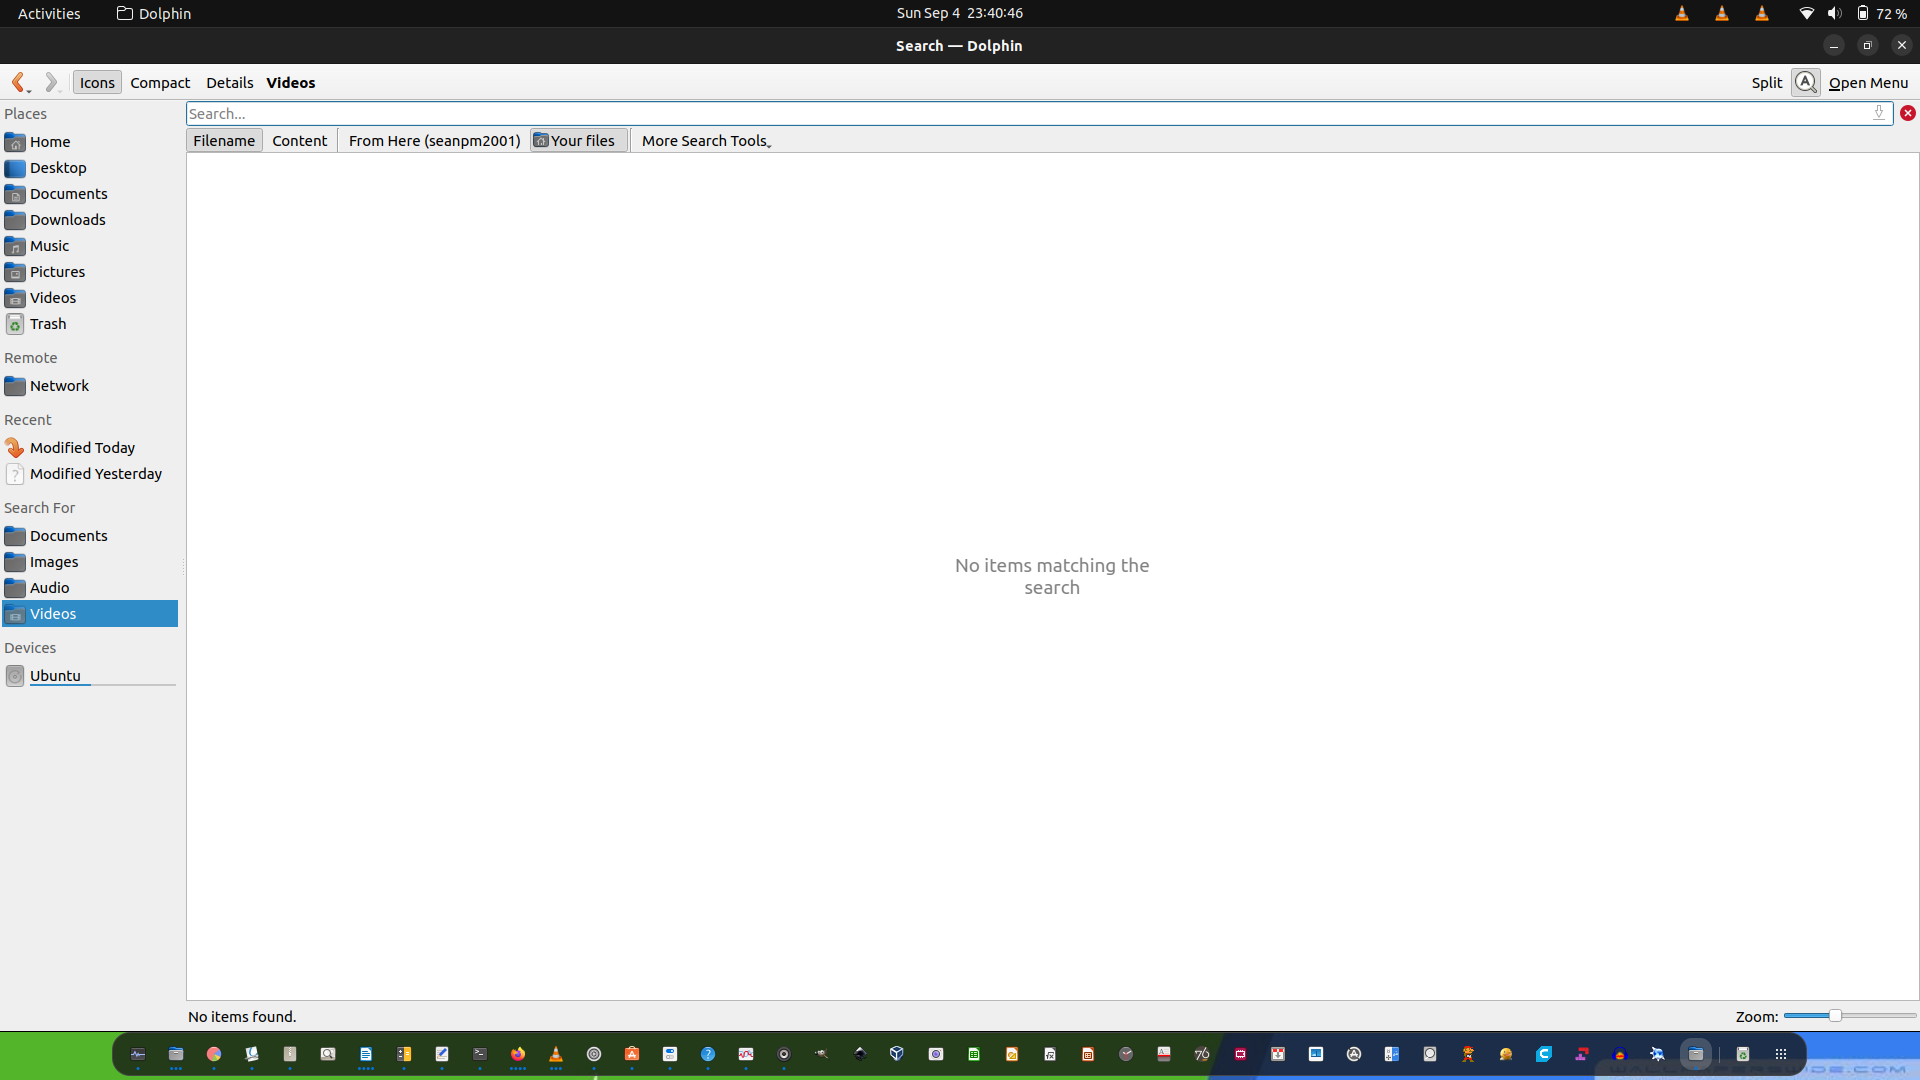 Activities
Dolphin
Sun Sep 4 23:40:46
72 %
Search — Dolphin
Icons
Compact
Details
Videos
Split
Open Menu
Places
Search...
Home
Filename
Content
From Here (seanpm2001)
Your files
More Search Tools
Desktop
Documents
Downloads
Music
Pictures
Videos
Trash
Remote
Network
Recent
Modified Today
Modified Yesterday
Search For
Documents
Images
Audio
Videos
Devices
Ubuntu
No items matching the
search
No items found.
Zoom:
76